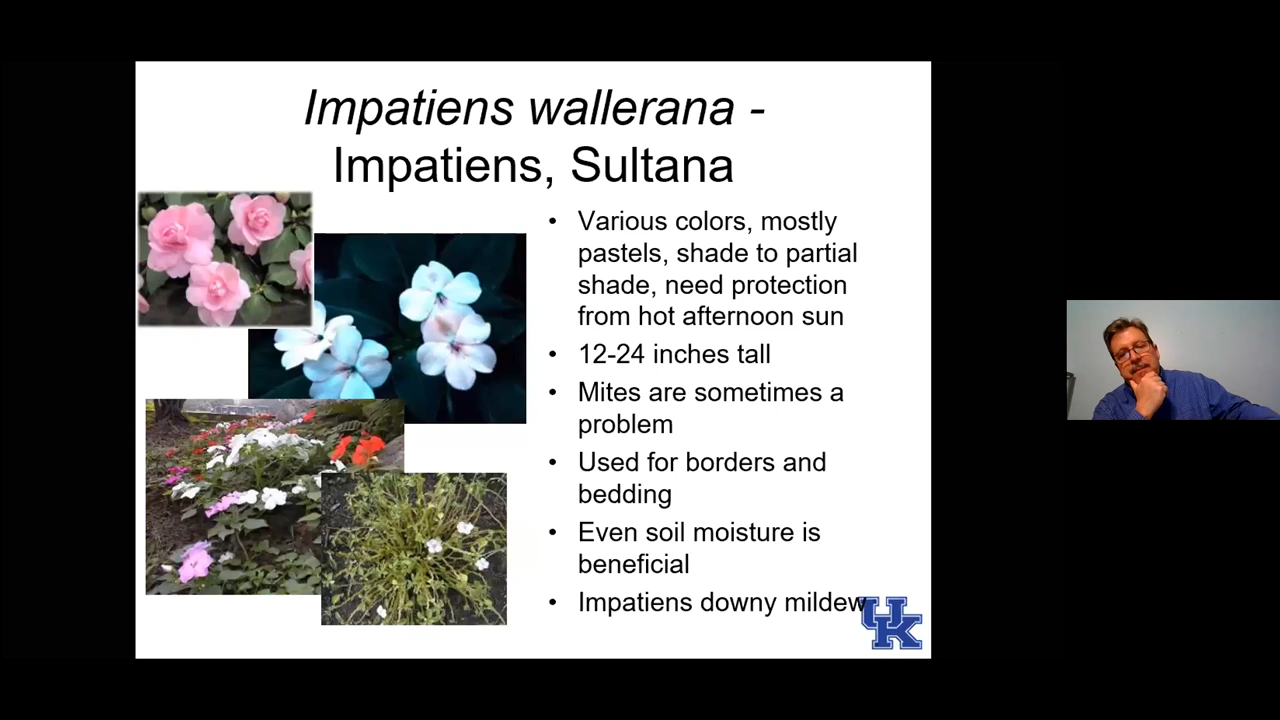 Impatiens wallerana -
Impatiens, Sultana
• Various colors, mostly
pastels, shade to partial
shade, need protection
from hot afternoon sun
• 12-24 inches tall
• Mites are sometimes a
problem
• Used for borders and
bedding
• Even soil moisture is
beneficial
• Impatiens downy mildew
UK